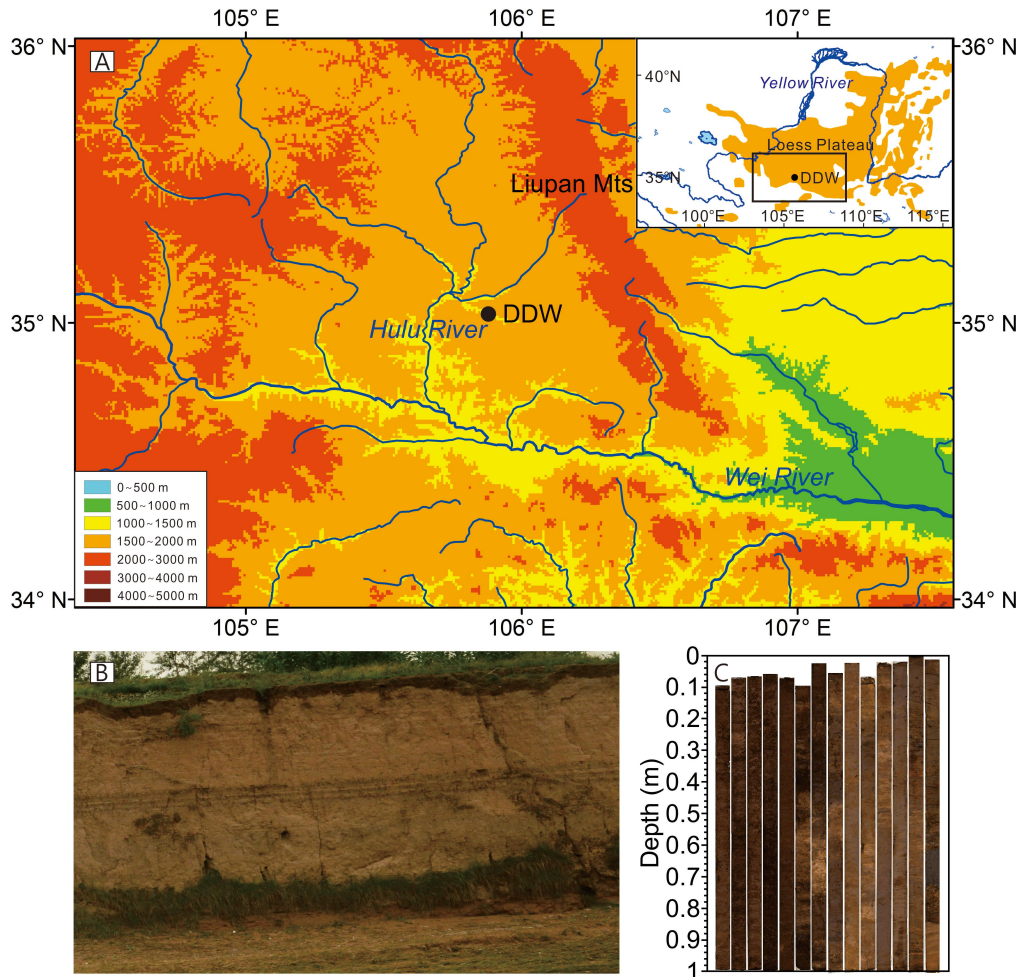 105° E 106° E 107° E
36° N 36° N
A
40°N
Yellow River
Loess Plateau
35°N
DDW
100°E 105°E 110°E 115°E
Liupan Mts
35° N 35° N
DDW
Hulu River
Wei River
0~500 m
500~1000 m
1000~1500 m
1500~2000 m
2000~3000 m
3000~4000 m
4000~5000 m
34° N 34° N
105° E 106° E 107° E
B
C
Depth (m)
0
0.1
0.2
0.3
0.4
0.5
0.6
0.7
0.8
0.9
1